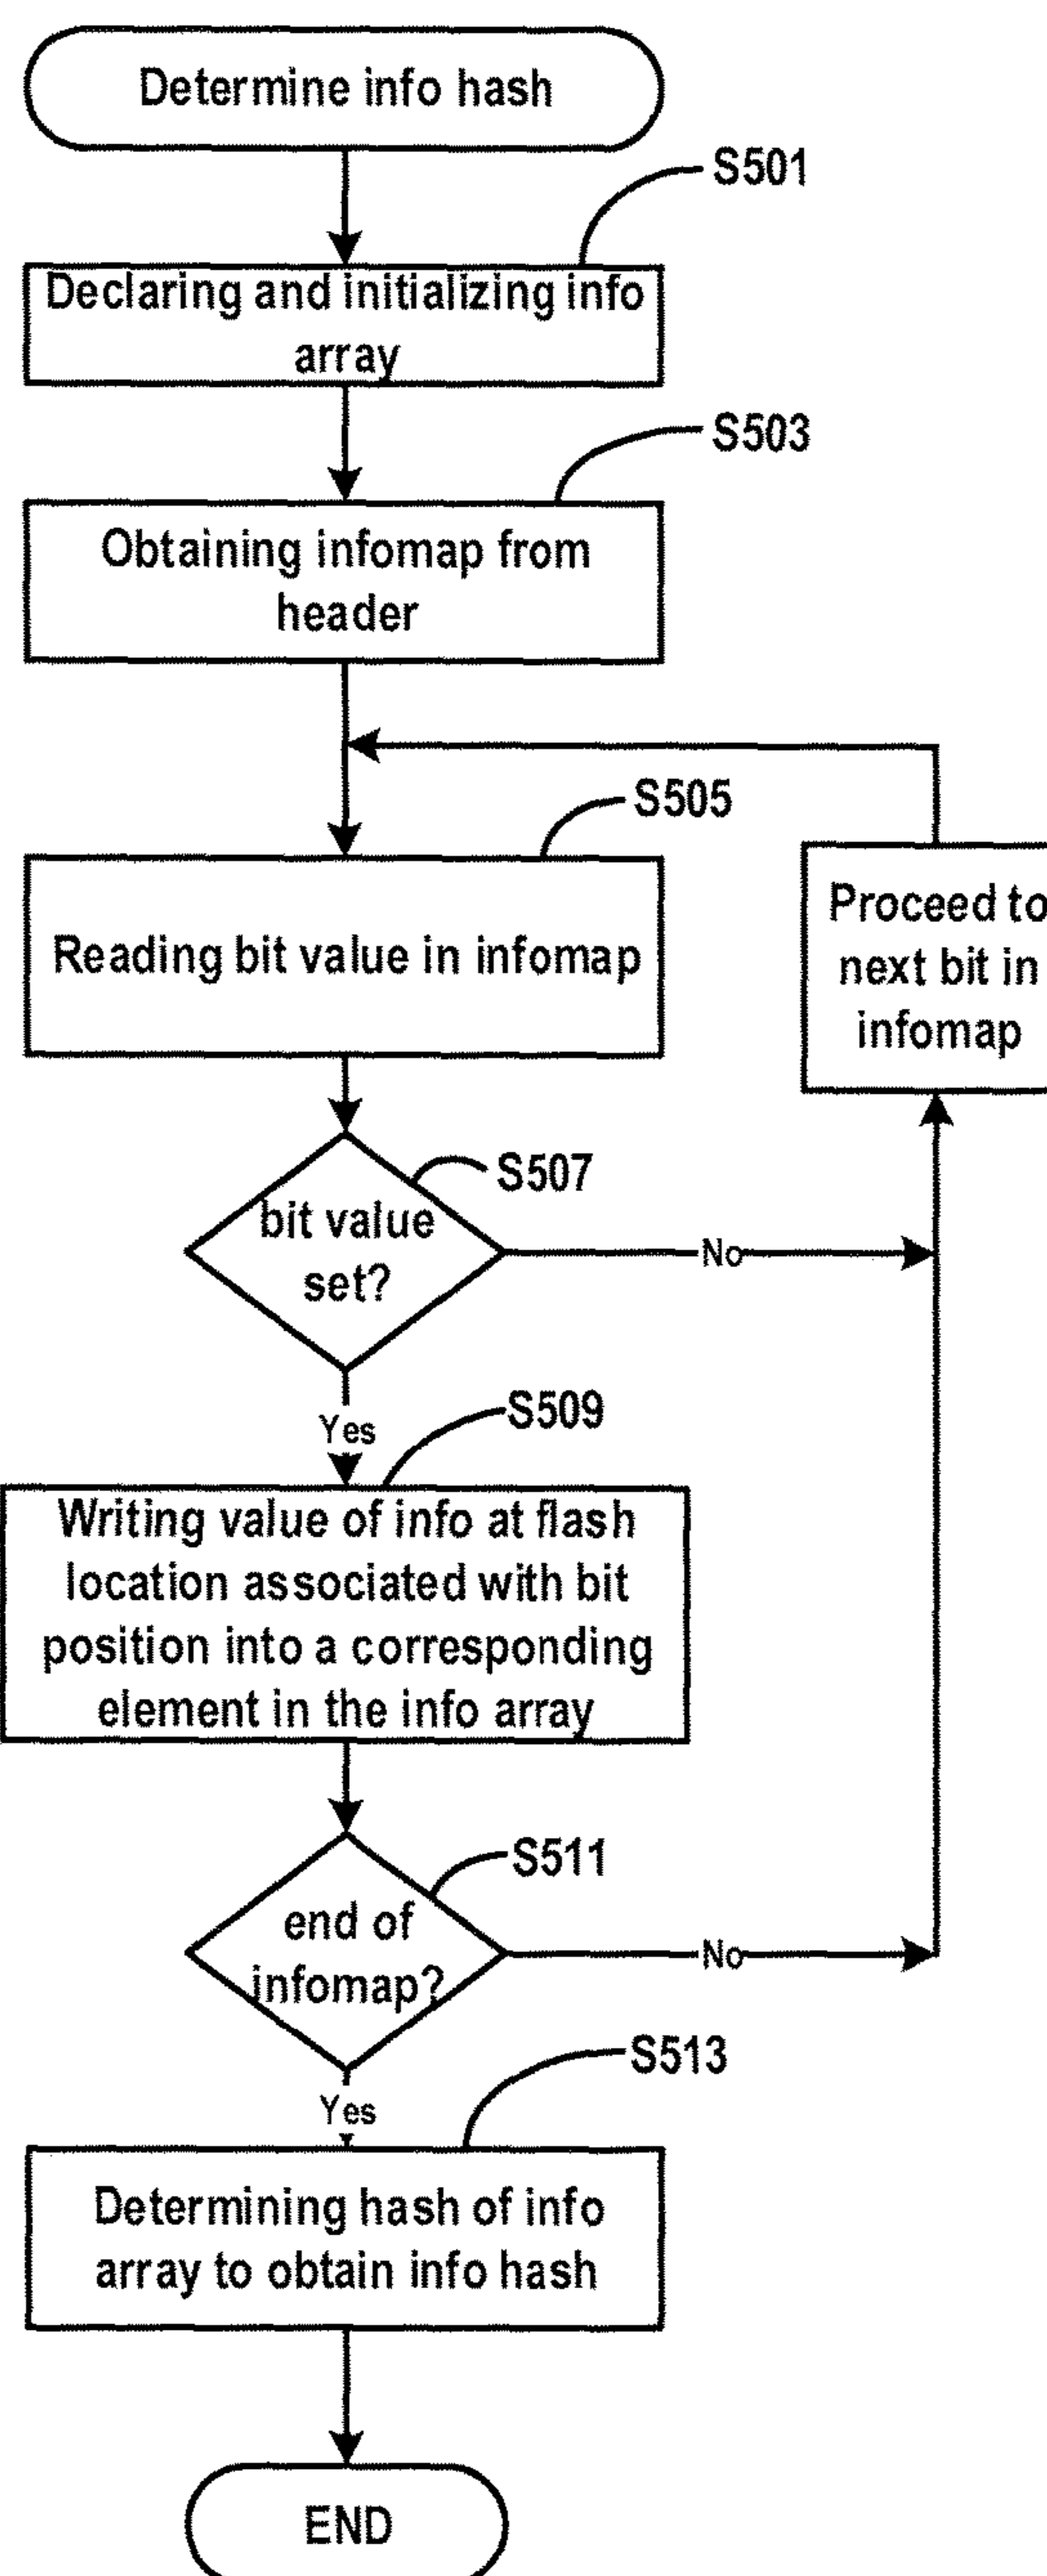 Determine info hash
S501
Declaring and initializing info
array
S503
Obtaining infomap from
header
S505
Reading bit value in infomap
Proceed to
next bit in
infomap
S507
bit value
set?
No
Yes
S509
Writing value of info at flash
location associated with bit
position into a corresponding
element in the info array
S511
end of
infomap?
No
Yes
S513
Determining hash of info
array to obtain info hash
END